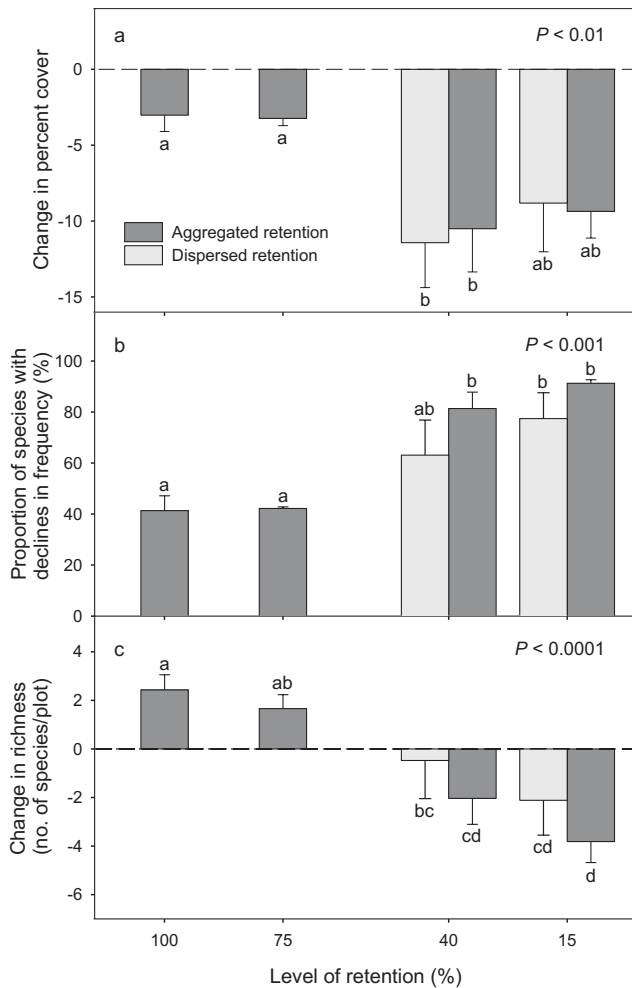 a
P < 0.01
0
-5
-10
-15
Change in percent cover
a
a
b
b
ab
ab
Aggregated retention
Dispersed retention
b
P < 0.001
100
80
60
40
20
0
Proportion of species with
declines in frequency (%)
a
a
ab
b
b
b
c
P < 0.0001
4
2
0
-2
-4
-6
Change in richness
(no. of species/plot)
a
ab
bc
cd
cd
d
100
75
40
15
Level of retention (%)